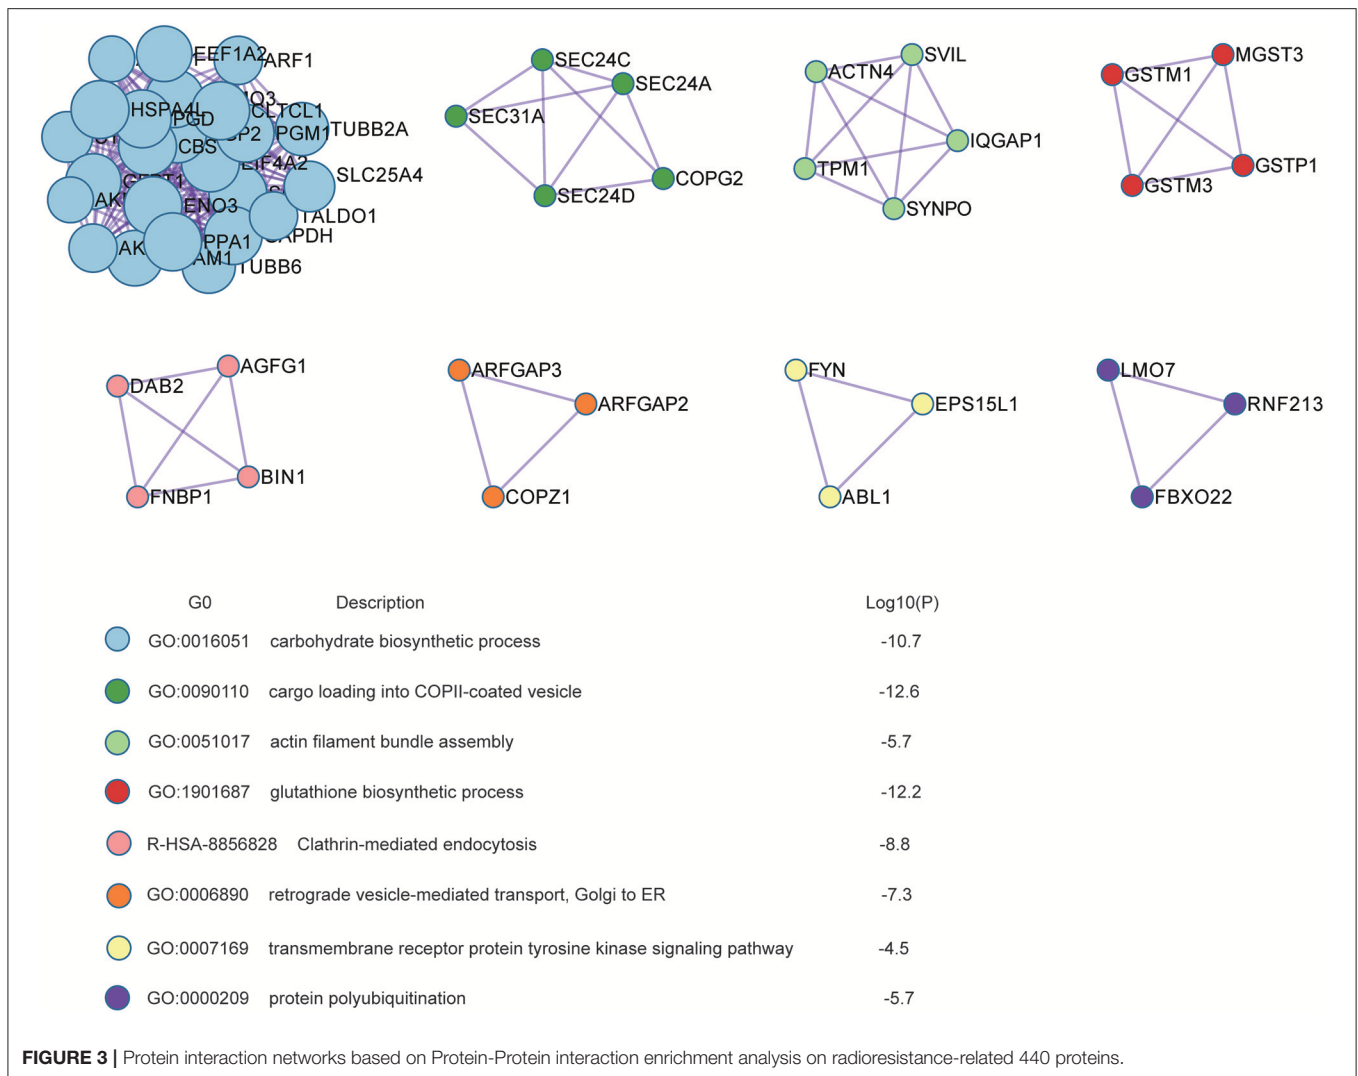 EEF1A2
ARF1
HSPA4L
PGD
CLTCL1
CBS
PGM1
TUBB2A
EIF4A2
SLC25A4
ENO3
TALDO1
PPA1
TUBB6
SEC24C
SEC24A
SEC31A
COPG2
SEC24D
SVIL
ACTN4
IQGAP1
TPM1
SYNPO
MGST3
GSTM1
GSTP1
GSTM3
AGFG1
DAB2
BIN1
FNBP1
ARFGAP3
ARFGAP2
COPZ1
FYN
EPS15L1
ABL1
LMO7
RNF213
FBXO22
G0 Description Log10(P)
GO:0016051 carbohydrate biosynthetic process -10.7
GO:0090110 cargo loading into COPII-coated vesicle -12.6
GO:0051017 actin filament bundle assembly -5.7
GO:1901687 glutathione biosynthetic process -12.2
R-HSA-8856828 Clathrin-mediated endocytosis -8.8
GO:0006890 retrograde vesicle-mediated transport, Golgi to ER -7.3
GO:0007169 transmembrane receptor protein tyrosine kinase signaling pathway -4.5
GO:0000209 protein polyubiquitination -5.7
FIGURE 3 | Protein interaction networks based on Protein-Protein interaction enrichment analysis on radioresistance-related 440 proteins.